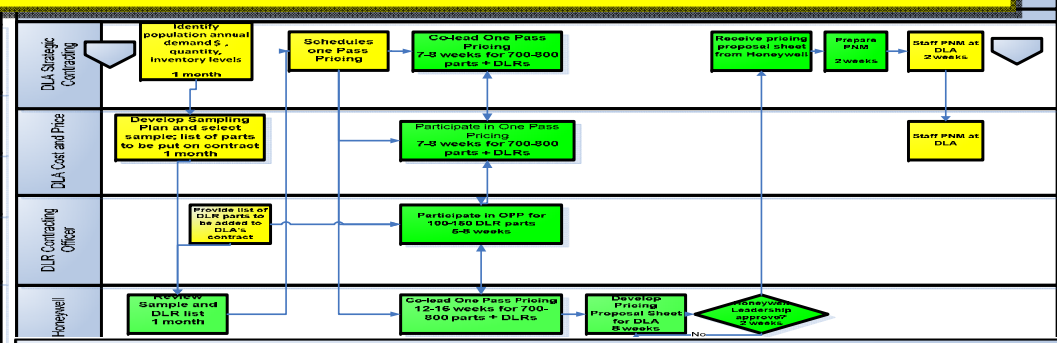 DLA Strategic
Contracting
Identify
population annual
demand $ ,
quantity,
inventory levels
1 month
Schedules
one Pass
Pricing
Co-lead One Pass
Pricing
7-8 weeks for 700-800
parts + DLRs
Receive pricing
proposal sheet
from Honeywell
Prepare
PNM
2 weeks
Staff PNM at
DLA
2 weeks
DLA Cost and Price
Develop Sampling
Plan and select
sample; list of parts
to be put on contract
1 month
Participate in One Pass
Pricing
7-8 weeks for 700-800
parts + DLRs
Staff PNM at
DLA
DLR Contracting
Officer
Provide list of
DLR parts to
be added to
DLA's
contract
Participate in OPP for
100-150 DLR parts
6-8 weeks
Honeywell
Review
Sample and
DLR list
1 month
Co-lead One Pass Pricing
12-16 weeks for 700-
800 parts + DLRs
Develop
Pricing
Proposal Sheet
for DLA
8 weeks
Honeywell
Leadership
approve?
2 weeks
No